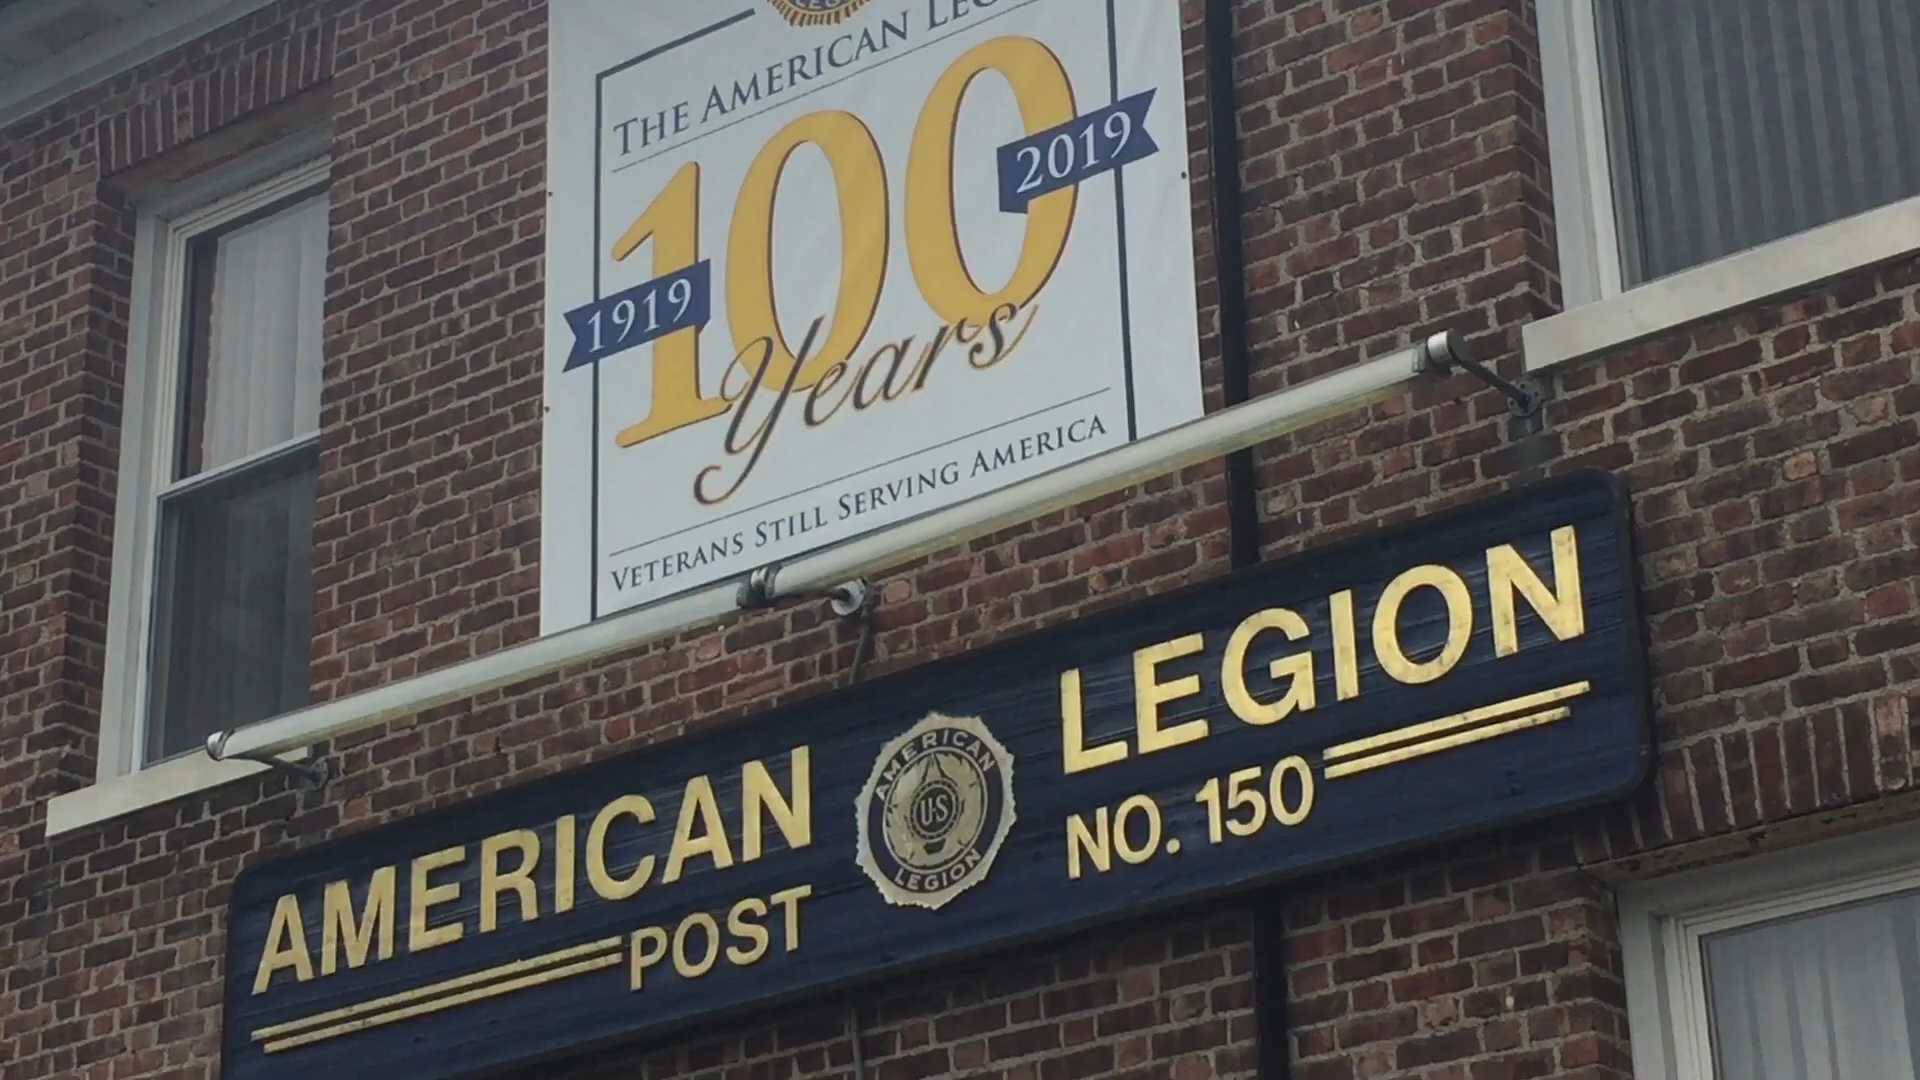 THE AMERICAN
100
1919
2019
Years
VETERANS STILL SERVING AMERICA
AMERICAN LEGION
POST NO. 150
AMERICAN
U·S
LEGION